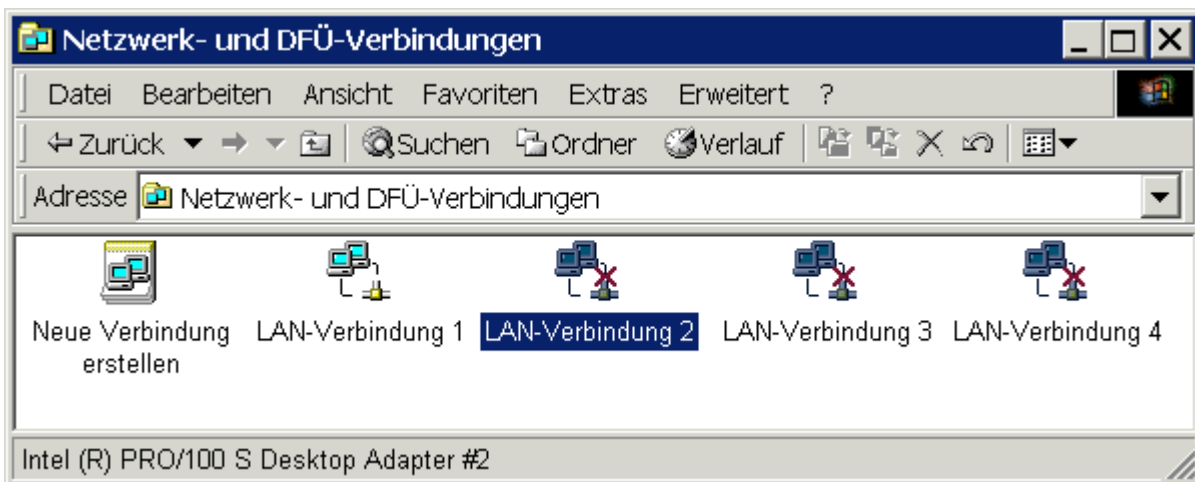 Netzwerk- und DFÜ-Verbindungen
Datei Bearbeiten Ansicht Favoriten Extras Erweitert ?
Zurück Suchen Ordner Verlauf
Adresse Netzwerk- und DFÜ-Verbindungen
Neue Verbindung LAN-Verbindung 1 LAN-Verbindung 2 LAN-Verbindung 3 LAN-Verbindung 4
erstellen
Intel (R) PRO/100 S Desktop Adapter #2